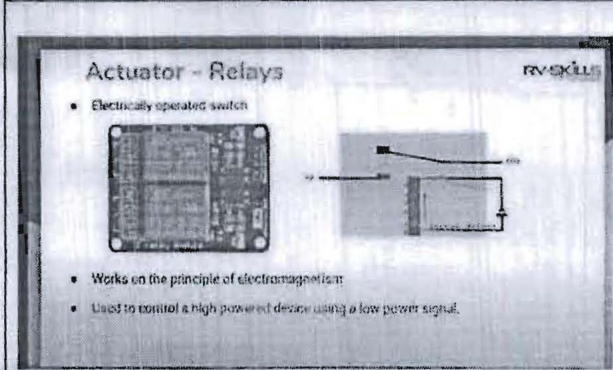 Actuator - Relays
RV-SKILLS
Electrically operated switch
Works on the principle of electromagnetism
Used to control a high powered device using a low power signal.